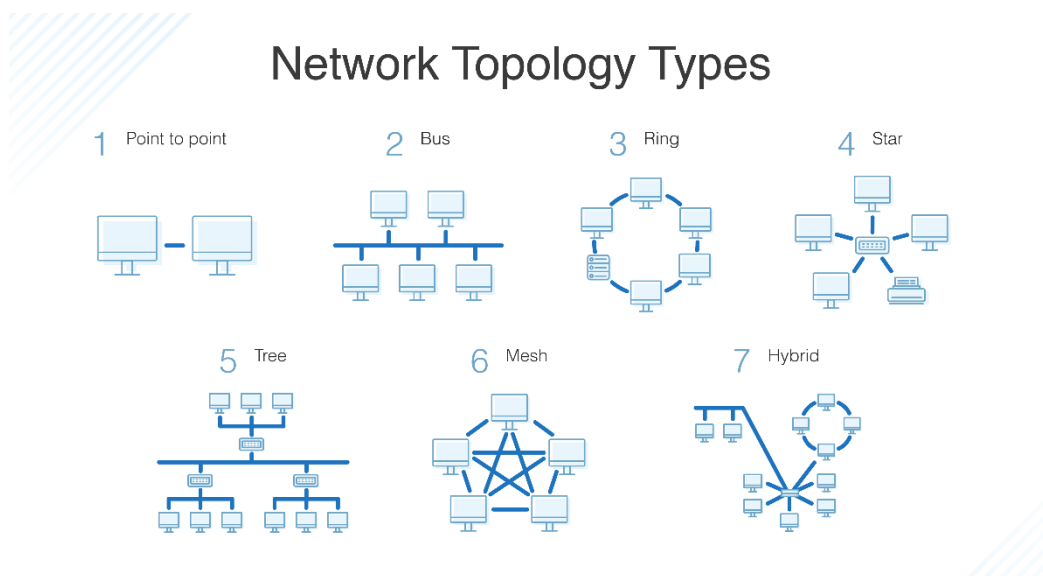 Network Topology Types
1 Point to point
2 Bus
3 Ring
4 Star
5 Tree
6 Mesh
7 Hybrid